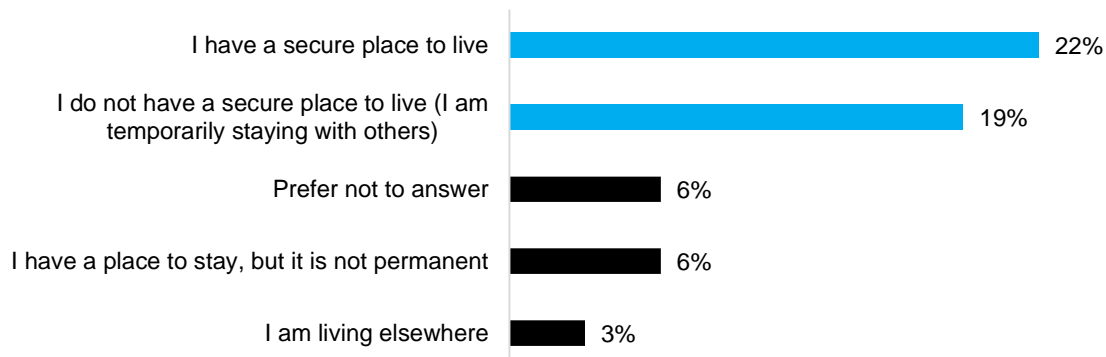 I have a secure place to live
22%
I do not have a secure place to live (I am
temporarily staying with others)
19%
Prefer not to answer
6%
I have a place to stay, but it is not permanent
6%
I am living elsewhere
3%